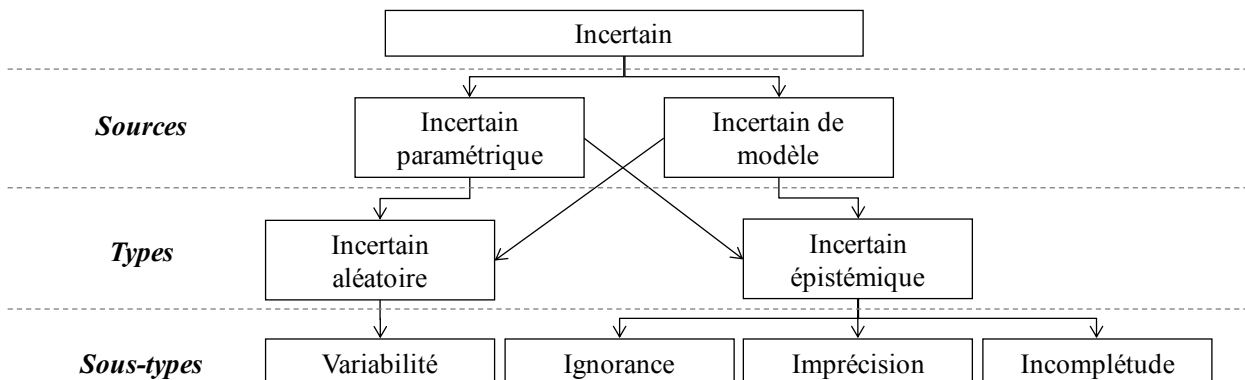 Incertain
Sources
Incertain
paramétrique
Incertain de
modèle
Types
Incertain
aléatoire
Incertain
épistémique
Sous-types
Variabilité
Ignorance
Imprécision
Incomplétude